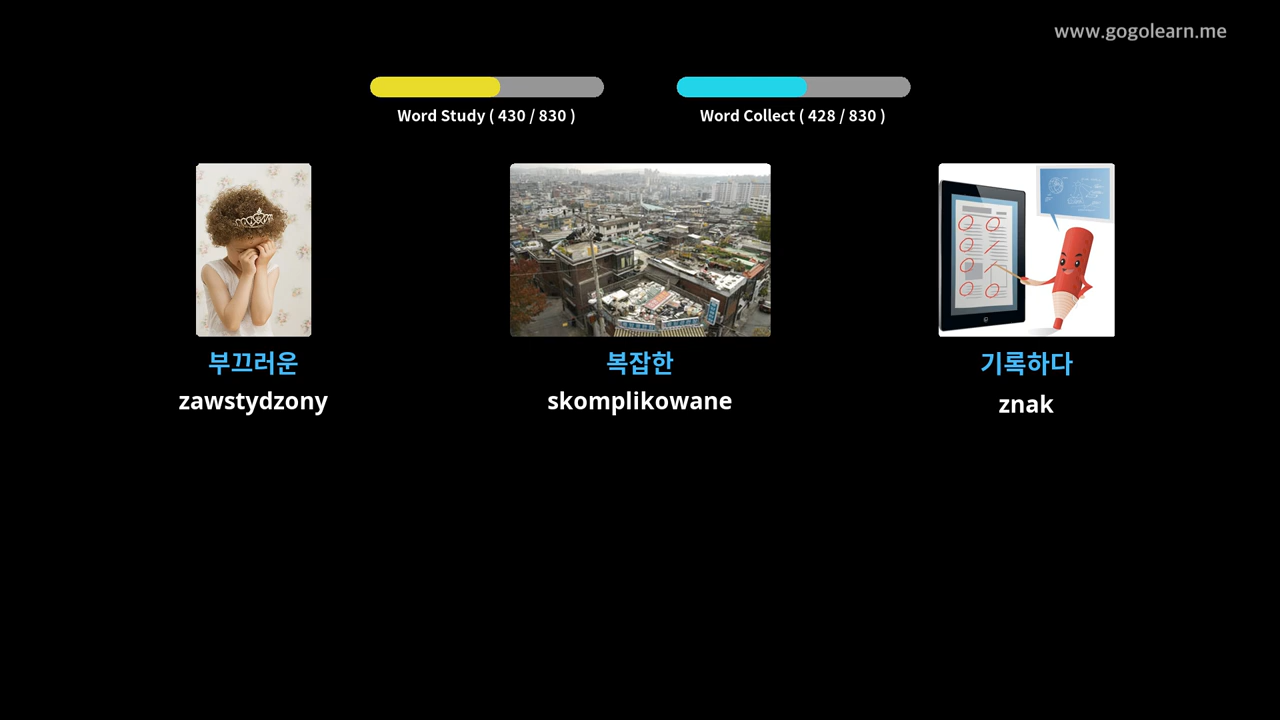 www.gogolearn.me
Word Study ( 430 / 830 )
Word Collect ( 428 / 830 )
부끄러운
복잡한
기록하다
zawstydzony
skomplikowane
znak